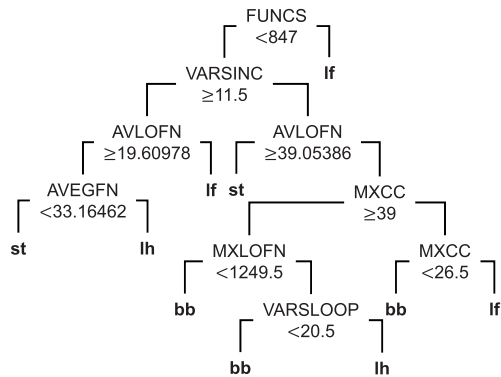 FUNCS
<847
VARSINC
≥11.5
lf
AVLOFN
≥19.60978
AVLOFN
≥39.05386
AVEGFN
<33.16462
lf
st
MXCC
≥39
st
lh
MXLOFN
<1249.5
MXCC
<26.5
bb
VARSLOOP
<20.5
bb
lf
bb
lh